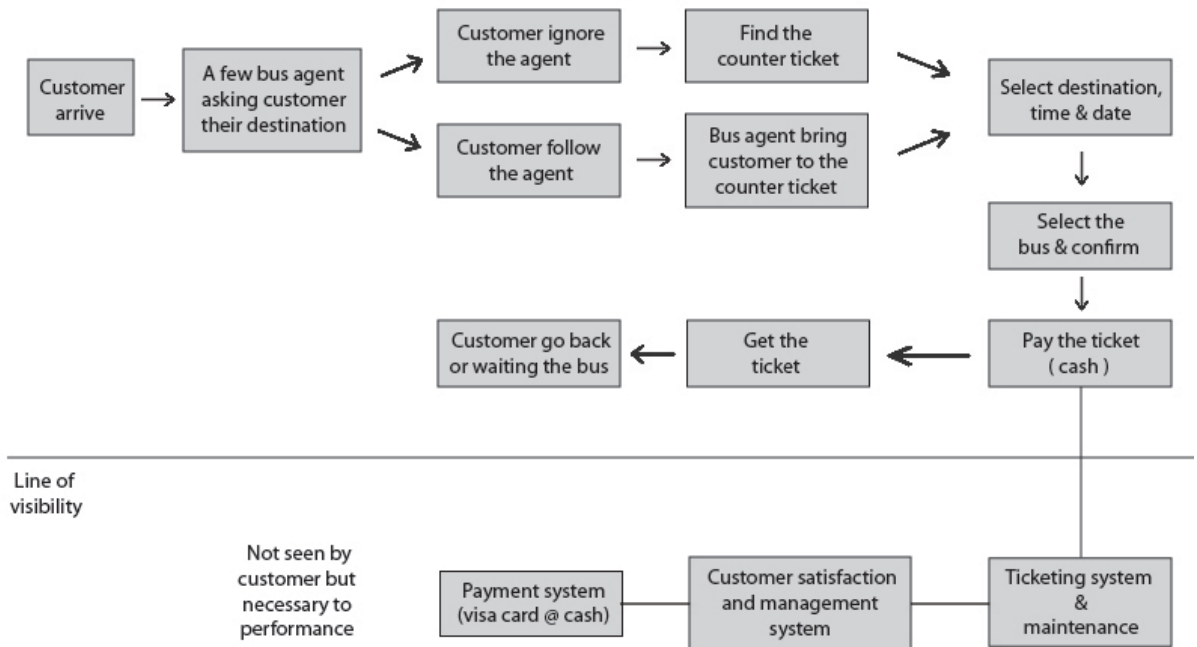 Customer
arrive
A few bus agent
asking customer
their destination
Customer ignore
the agent
Find the
counter ticket
Customer follow
the agent
Bus agent bring
customer to the
counter ticket
Select destination,
time & date
Select the
bus & confirm
Pay the ticket
( cash )
Get the
ticket
Customer go back
or waiting the bus
Line of
visibility
Not seen by
customer but
necessary to
performance
Payment system
(visa card @ cash)
Customer satisfaction
and management
system
Ticketing system
&
maintenance